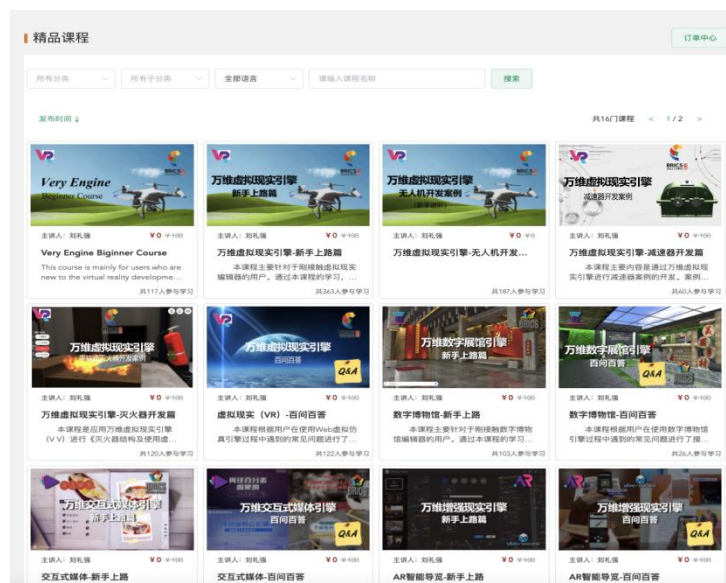 精品课程
订单中心
所有分类
所有子分类
全部语言
请输入课程名称
搜索
发布时间
共16门课程 < 1 / 2 >
Very Engine
Beginner Course
万维虚拟现实引擎
新手上路篇
万维虚拟现实引擎
无人机开发案例
万维虚拟现实引擎
减速器开发案例
主讲人：刘礼强 ￥0 ￥100
主讲人：刘礼强 ￥0 ￥100
主讲人：刘礼强 ￥0 ￥0
主讲人：刘礼强 ￥0 ￥100
Very Engine Biginner Course
万维虚拟现实引擎-新手上路篇
万维虚拟现实引擎-无人机开发...
万维虚拟现实引擎-减速器开发篇
This course is mainly for users who are
new to the virtual reality developme...
本课程主要针对于刚接触虚拟现实
编辑器的用户。通过本课程的学习，...
本课程主要内容是通过万维虚拟现
实引擎进行减速器案例的开发。案例...
共117人参与学习
共363人参与学习
共187人参与学习
共60人参与学习
万维虚拟现实引擎
万维虚拟现实引擎
百问百答
Q&A
万维数字展馆引擎
新手上路篇
万维数字展馆引擎
百问百答
Q&A
主讲人：刘礼强 ￥0 ￥100
主讲人：刘礼强 ￥0 ￥100
主讲人：刘礼强 ￥0 ￥100
主讲人：刘礼强 ￥0 ￥100
万维虚拟现实引擎-灭火器开发篇
虚拟现实（VR）-百问百答
数字博物馆-新手上路
数字博物馆-百问百答
本课程是应用万维虚拟现实引擎
（V V）进行《灭火器结构及使用虚...
本课程根据用户在使用Web虚拟仿
真引擎过程中遇到的常见问题进行了...
本课程主要针对于刚接触数字博物
馆编辑器的用户。通过本课程的学习...
本课程根据用户在使用数字博物馆
引擎过程中遇到的常见问题进行了搜...
共120人参与学习
共122人参与学习
共103人参与学习
共26人参与学习
万维交互式媒体引擎
新手上路篇
万维交互式媒体引擎
百问百答
Q&A
万维增强现实引擎
新手上路篇
万维增强现实引擎
百问百答
Q&A
主讲人：刘礼强 ￥0 ￥100
主讲人：刘礼强 ￥0 ￥100
主讲人：刘礼强 ￥0 ￥100
主讲人：刘礼强 ￥0 ￥100
交互式媒体-新手上路
交互式媒体-百问百答
AR智能导览-新手上路
AR智能导览-百问百答